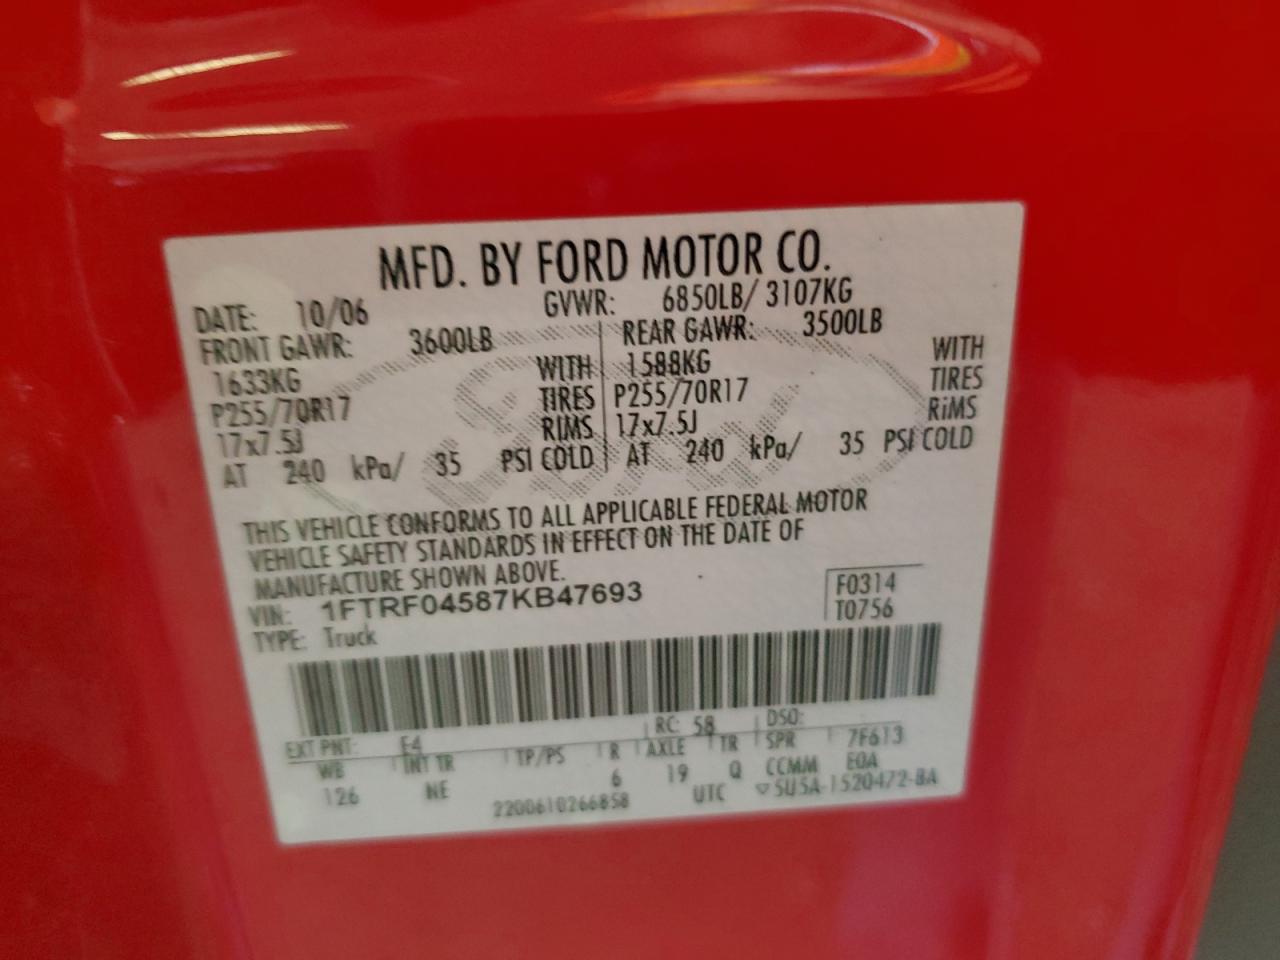 MFD. BY FORD MOTOR CO.
DATE: 10/06 GVWR: 6850LB/ 3107KG
FRONT GAWR: 3600LB REAR GAWR: 3500LB
1633KG WITH 1588KG WITH
P255/70R17 TIRES P255/70R17 TIRES
17x7.5J RIMS 17x7.5J RiMS
AT 240 kPa/ 35 PSI COLD AT 240 kPa/ 35 PSI COLD
THIS VEHICLE CONFORMS TO ALL APPLICABLE FEDERAL MOTOR
VEHICLE SAFETY STANDARDS IN EFFECT ON THE DATE OF
MANUFACTURE SHOWN ABOVE.
VIN: 1FTRF04587KB47693 F0314
TYPE: Truck T0756
EXT PNT: E4 RC: 58 DSO:
WB INT TR TP/PS R AXLE TR SPR 7F613
126 NE 6 19 Q CCMM EOA
2200610266858 UTC ▽SU5A-1520472-BA